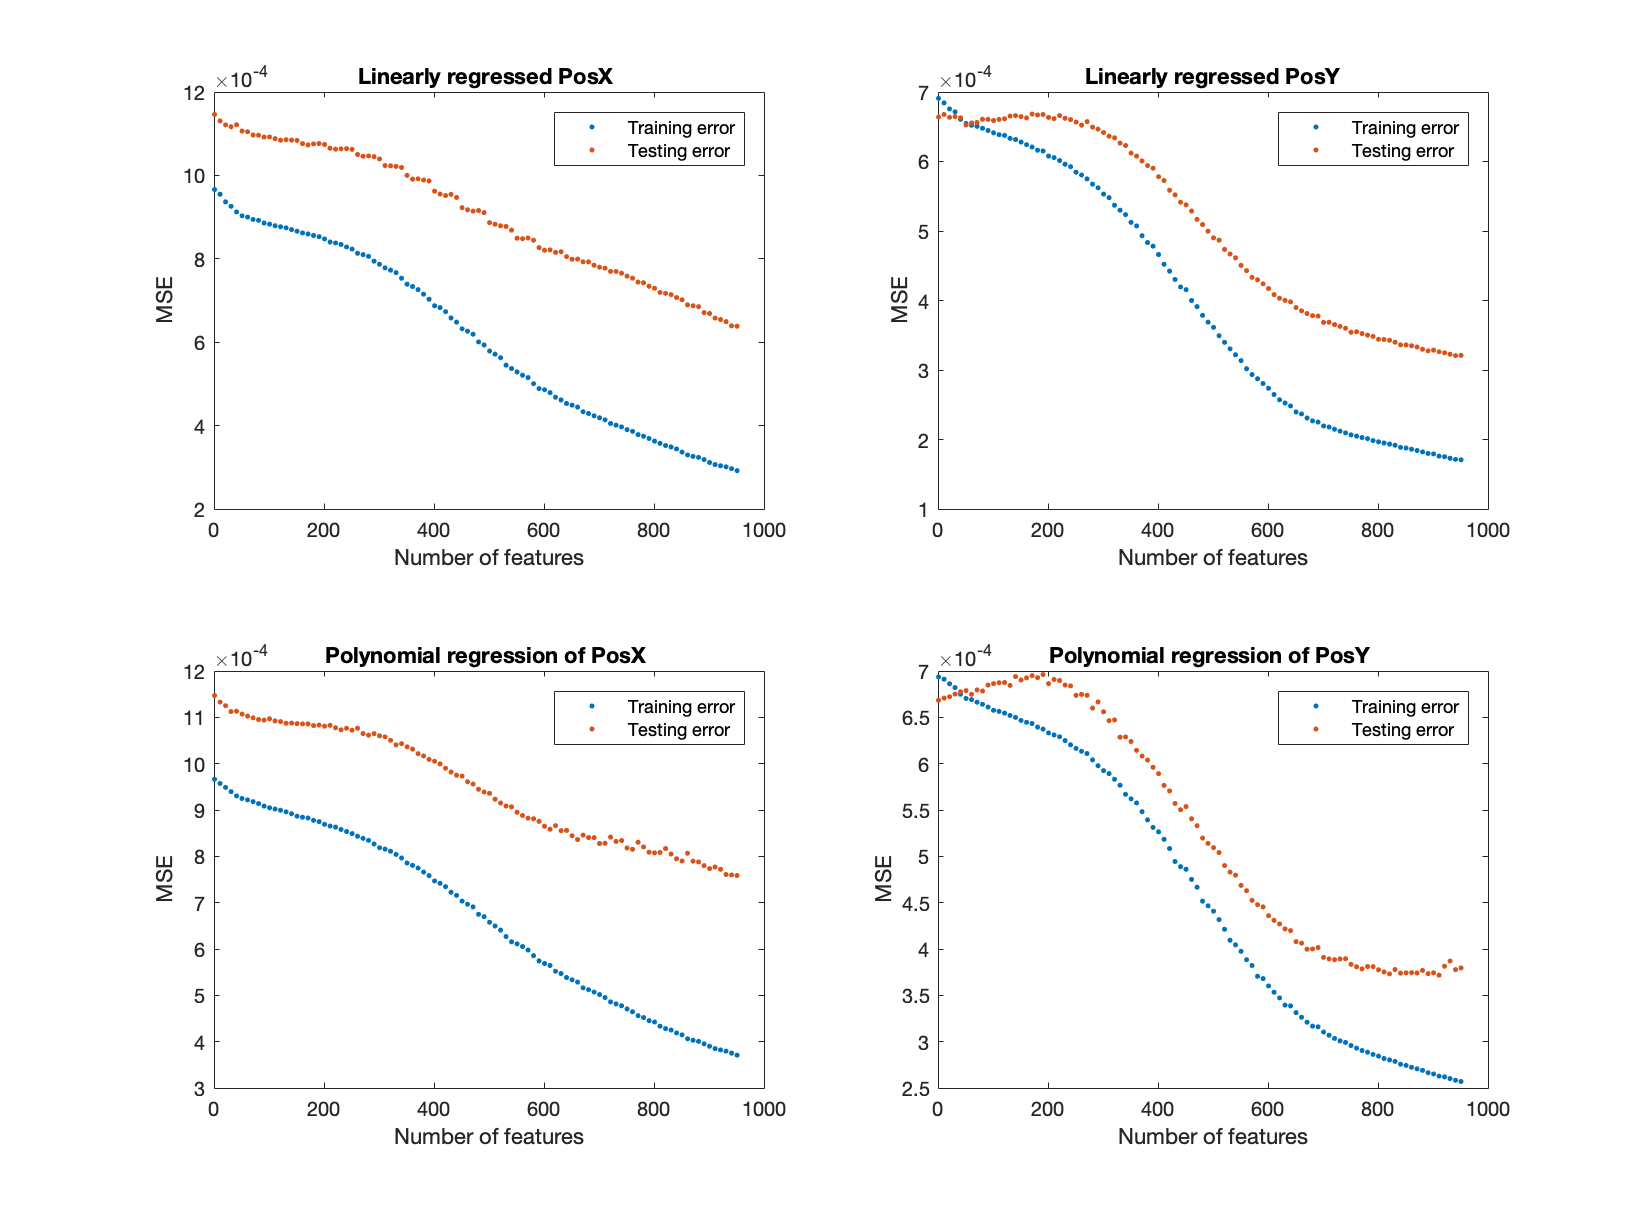 Linearly regressed PosX
×10-4
12
10
8
6
4
2
MSE
0 200 400 600 800 1000
Number of features
Training error
Testing error
Linearly regressed PosY
×10-4
7
6
5
4
3
2
1
MSE
0 200 400 600 800 1000
Number of features
Training error
Testing error
Polynomial regression of PosX
×10-4
12
11
10
9
8
7
6
5
4
3
MSE
0 200 400 600 800 1000
Number of features
Training error
Testing error
Polynomial regression of PosY
×10-4
7
6.5
6
5.5
5
4.5
4
3.5
3
2.5
MSE
0 200 400 600 800 1000
Number of features
Training error
Testing error